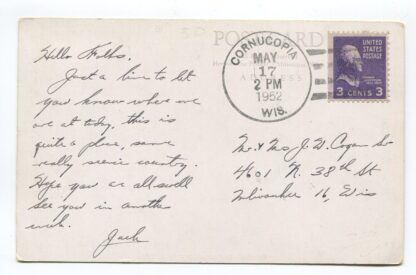 POSTCARD
ADDRESS
CORNUCOPIA
MAY
17
2 PM
1952
WIS.
UNITED STATES
POSTAGE
3 CENTS 3
Hello Folks,
Just a line to let
you know where we
are at today, this is
quite a place, some
really scenic country.
Hope you are all well
see you in another
week.
Jack
Mr & Mrs J. D. Cogan Sr
4601 N. 38th St
Milwaukee 16, Wis